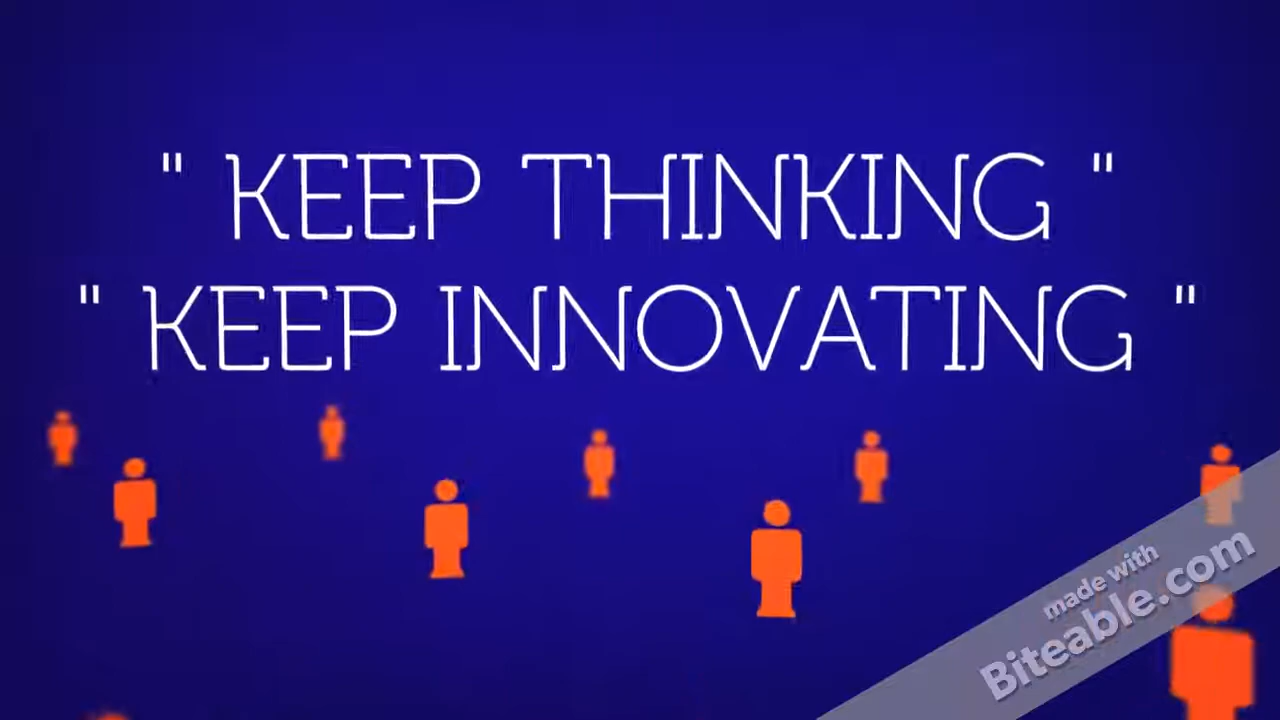 " KEEP THINKING "
" KEEP INNOVATING "
made with
Biteable.com